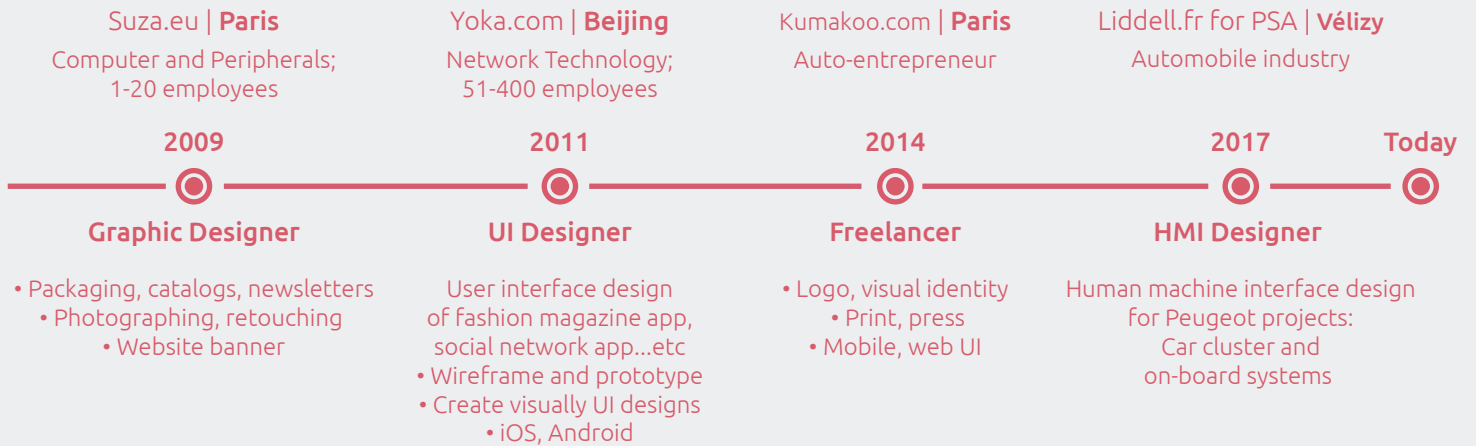 Suza.eu | Paris
Computer and Peripherals;
1-20 employees
2009
Graphic Designer
• Packaging, catalogs, newsletters
• Photographing, retouching
• Website banner
Yoka.com | Beijing
Network Technology;
51-400 employees
2011
UI Designer
User interface design
of fashion magazine app,
social network app...etc
• Wireframe and prototype
• Create visually UI designs
• iOS, Android
Kumakoo.com | Paris
Auto-entrepreneur
2014
Freelancer
• Logo, visual identity
• Print, press
• Mobile, web UI
Liddell.fr for PSA | Vélizy
Automobile industry
2017
HMI Designer
Human machine interface design
for Peugeot projects:
Car cluster and
on-board systems
Today